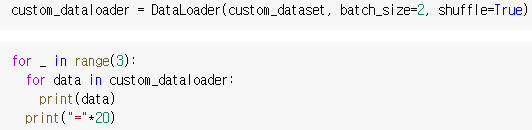 custom_dataloader = DataLoader(custom_dataset, batch_size=2, shuffle=True)
for _ in range(3):
  for data in custom_dataloader:
    print(data)
  print("="*20)